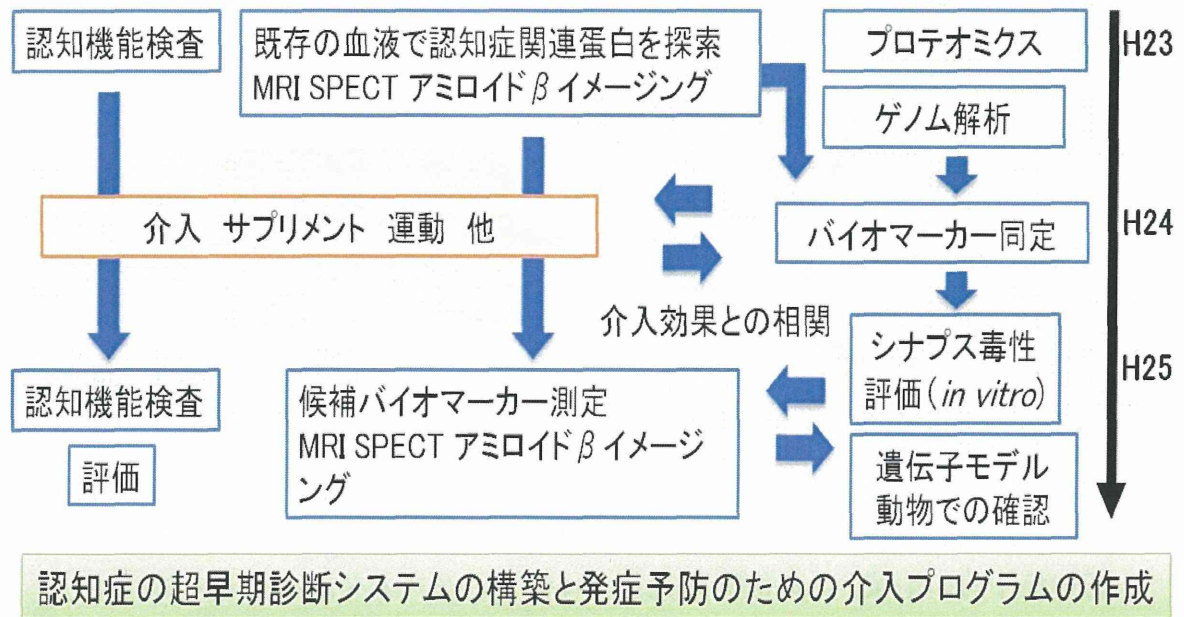 認知機能検査
既存の血液で認知症関連蛋白を探索
MRI SPECT アミロイドβイメージング
プロテオミクス
H23
ゲノム解析
介入 サプリメント 運動 他
バイオマーカー同定
H24
介入効果との相関
シナプス毒性
評価(in vitro)
H25
認知機能検査
候補バイオマーカー測定
MRI SPECT アミロイドβイメージ
ング
評価
遺伝子モデル
動物での確認
認知症の超早期診断システムの構築と発症予防のための介入プログラムの作成